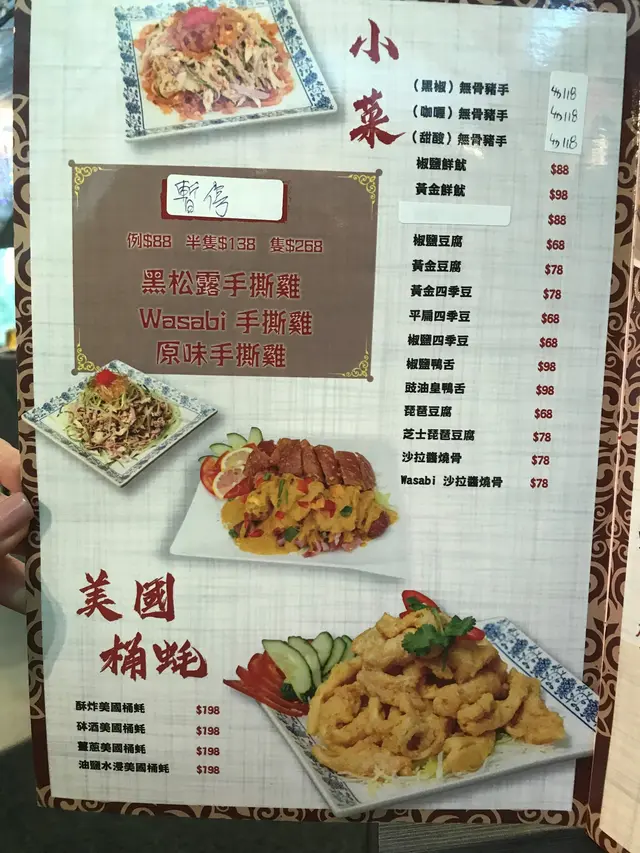 小菜
（黑椒）無骨豬手 118
（咖喱）無骨豬手 118
（甜酸）無骨豬手 118
椒鹽鮮魷 $88
黃金鮮魷 $98
$88
椒鹽豆腐 $68
黃金豆腐 $78
黃金四季豆 $78
平扁四季豆 $68
椒鹽四季豆 $68
椒鹽鴨舌 $98
豉油皇鴨舌 $98
琵琶豆腐 $68
芝士琵琶豆腐 $78
沙拉醬燒骨 $78
Wasabi 沙拉醬燒骨 $78
暫停
例$88 半隻$138 隻$268
黑松露手撕雞
Wasabi 手撕雞
原味手撕雞
美國
桶蚝
酥炸美國桶蚝 $198
砵酒美國桶蚝 $198
薑蔥美國桶蚝 $198
油鹽水浸美國桶蚝 $198